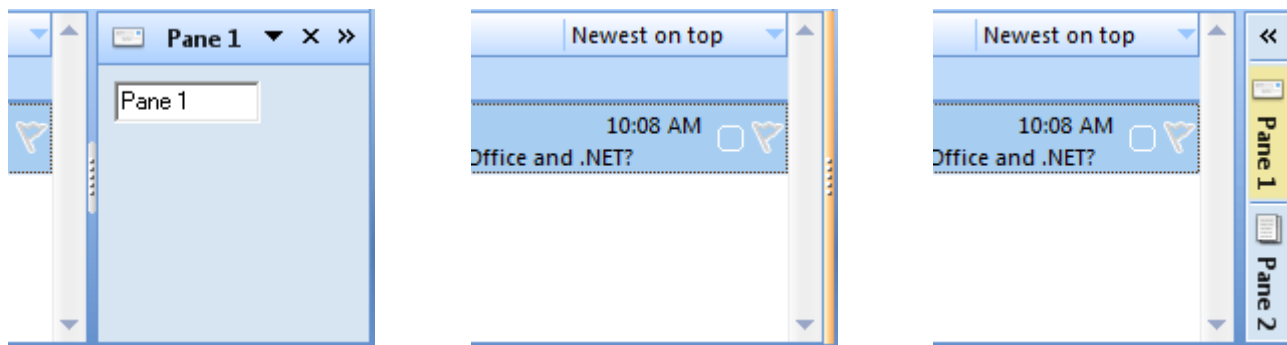 Pane 1
Pane 1
Newest on top
10:08 AM
Office and .NET?
Newest on top
10:08 AM
Office and .NET?
Pane 1
Pane 2